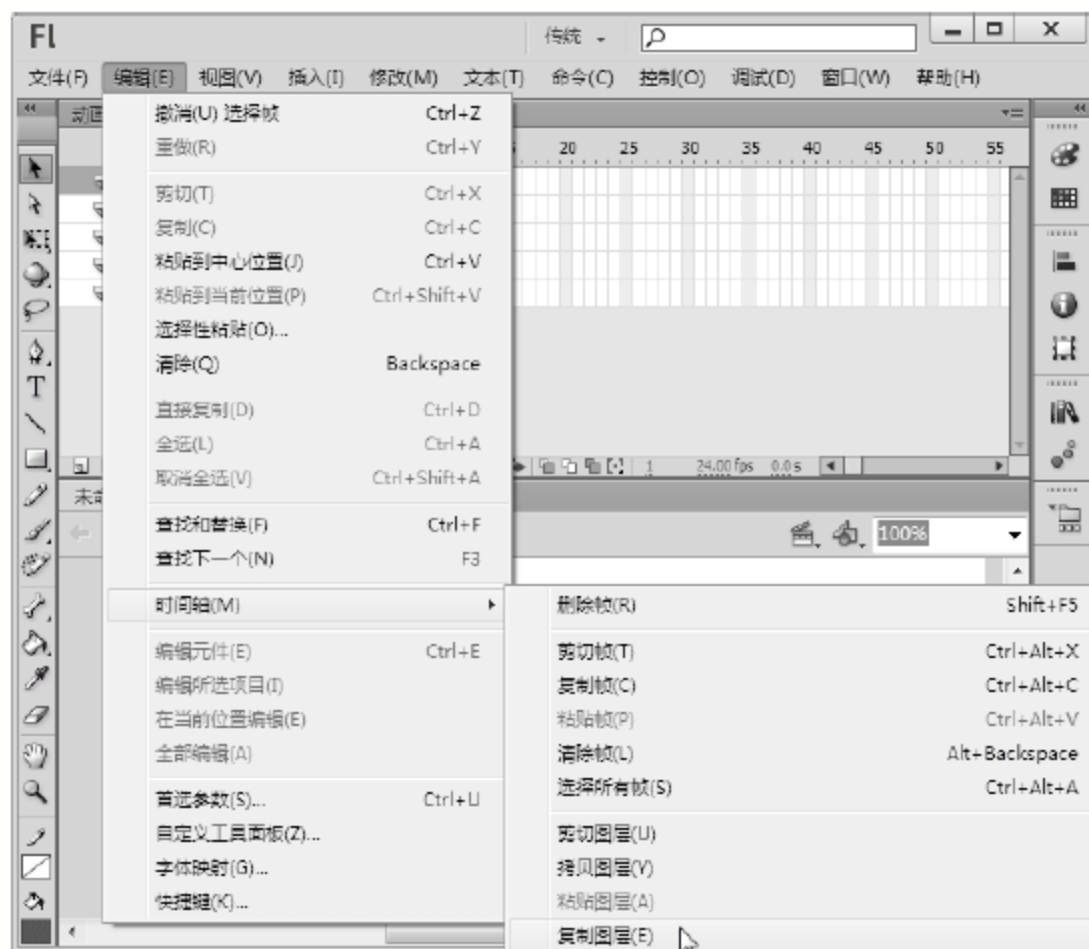 Fl
传统
文件(F) 编辑(E) 视图(V) 插入(I) 修改(M) 文本(T) 命令(C) 控制(O) 调试(D) 窗口(W) 帮助(H)
动画
20 25 30 35 40 45 50 55
撤消(U) 选择帧 Ctrl+Z
重做(R) Ctrl+Y
剪切(T) Ctrl+X
复制(C) Ctrl+C
粘贴到中心位置(J) Ctrl+V
粘贴到当前位置(P) Ctrl+Shift+V
选择性粘贴(O)...
清除(Q) Backspace
直接复制(D) Ctrl+D
全选(L) Ctrl+A
取消全选(V) Ctrl+Shift+A
1 24.00 fps 0.0 s
未命
查找和替换(F) Ctrl+F
100%
查找下一个(N) F3
时间轴(M)
编辑元件(E) Ctrl+E
编辑所选项目(I)
在当前位置编辑(E)
全部编辑(A)
首选参数(S)... Ctrl+U
自定义工具面板(Z)...
字体映射(G)...
快捷键(K)...
删除帧(R) Shift+F5
剪切帧(T) Ctrl+Alt+X
复制帧(C) Ctrl+Alt+C
粘贴帧(P) Ctrl+Alt+V
清除帧(L) Alt+Backspace
选择所有帧(S) Ctrl+Alt+A
剪切图层(U)
拷贝图层(Y)
粘贴图层(A)
复制图层(E)